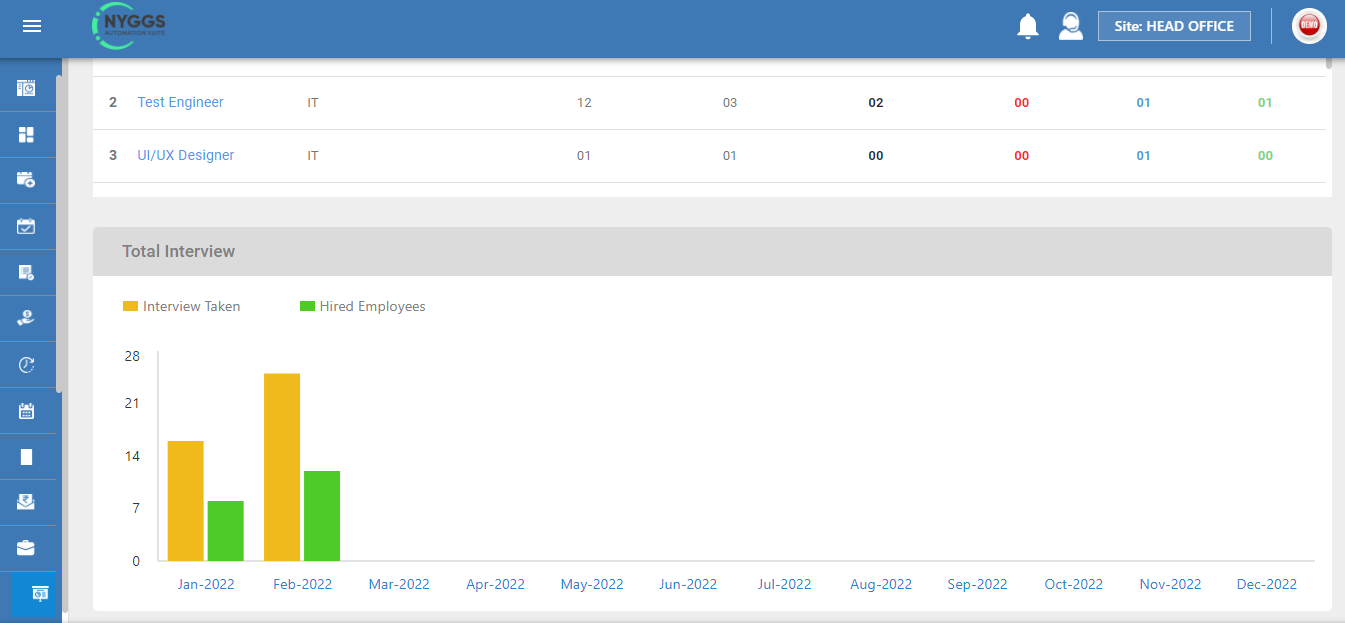 NYGGS
AUTOMATION SUITE
Site: HEAD OFFICE
DEMO
2 Test Engineer IT 12 03 02 00 01 01
3 UI/UX Designer IT 01 01 00 00 01 00
Total Interview
Interview Taken Hired Employees
28
21
14
7
0
Jan-2022 Feb-2022 Mar-2022 Apr-2022 May-2022 Jun-2022 Jul-2022 Aug-2022 Sep-2022 Oct-2022 Nov-2022 Dec-2022